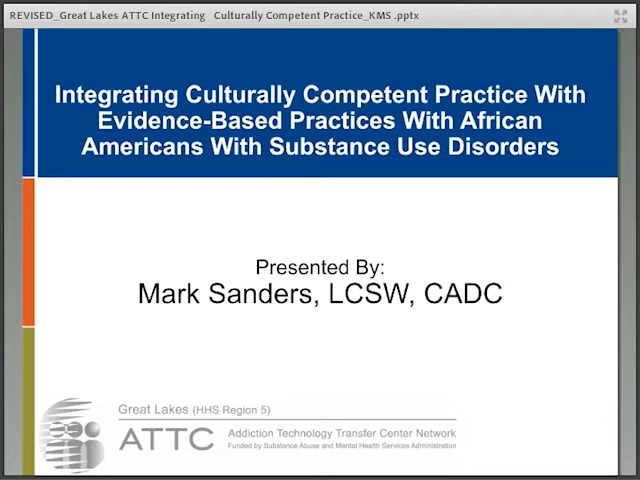 REVISED_Great Lakes ATTC Integrating   Culturally Competent Practice_KMS .pptx
Integrating Culturally Competent Practice With
Evidence-Based Practices With African
Americans With Substance Use Disorders
Presented By:
Mark Sanders, LCSW, CADC
Great Lakes (HHS Region 5)
ATTC
Addiction Technology Transfer Center Network
Funded by Substance Abuse and Mental Health Services Administration